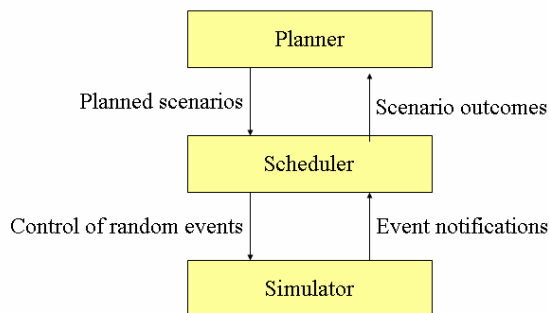 Planner
Planned scenarios
Scenario outcomes
Scheduler
Control of random events
Event notifications
Simulator